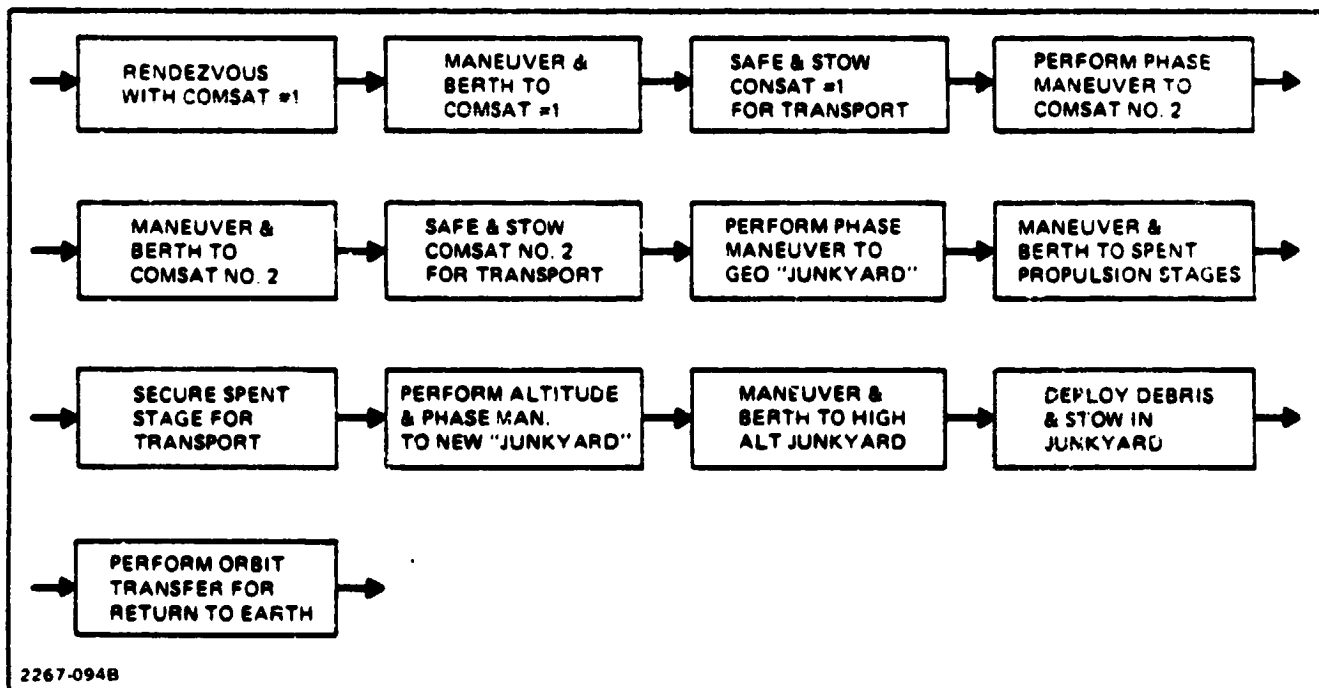 RENDEZVOUS
WITH COMSAT #1
MANEUVER &
BERTH TO
COMSAT #1
SAFE & STOW
CONSAT #1
FOR TRANSPORT
PERFORM PHASE
MANEUVER TO
COMSAT NO. 2
MANEUVER &
BERTH TO
COMSAT NO. 2
SAFE & STOW
COMSAT NO. 2
FOR TRANSPORT
PERFORM PHASE
MANEUVER TO
GEO "JUNKYARD"
MANEUVER &
BERTH TO SPENT
PROPULSION STAGES
SECURE SPENT
STAGE FOR
TRANSPORT
PERFORM ALTITUDE
& PHASE MAN.
TO NEW "JUNKYARD"
MANEUVER &
BERTH TO HIGH
ALT JUNKYARD
DEPLOY DEBRIS
& STOW IN
JUNKYARD
PERFORM ORBIT
TRANSFER FOR
RETURN TO EARTH
2267-094B